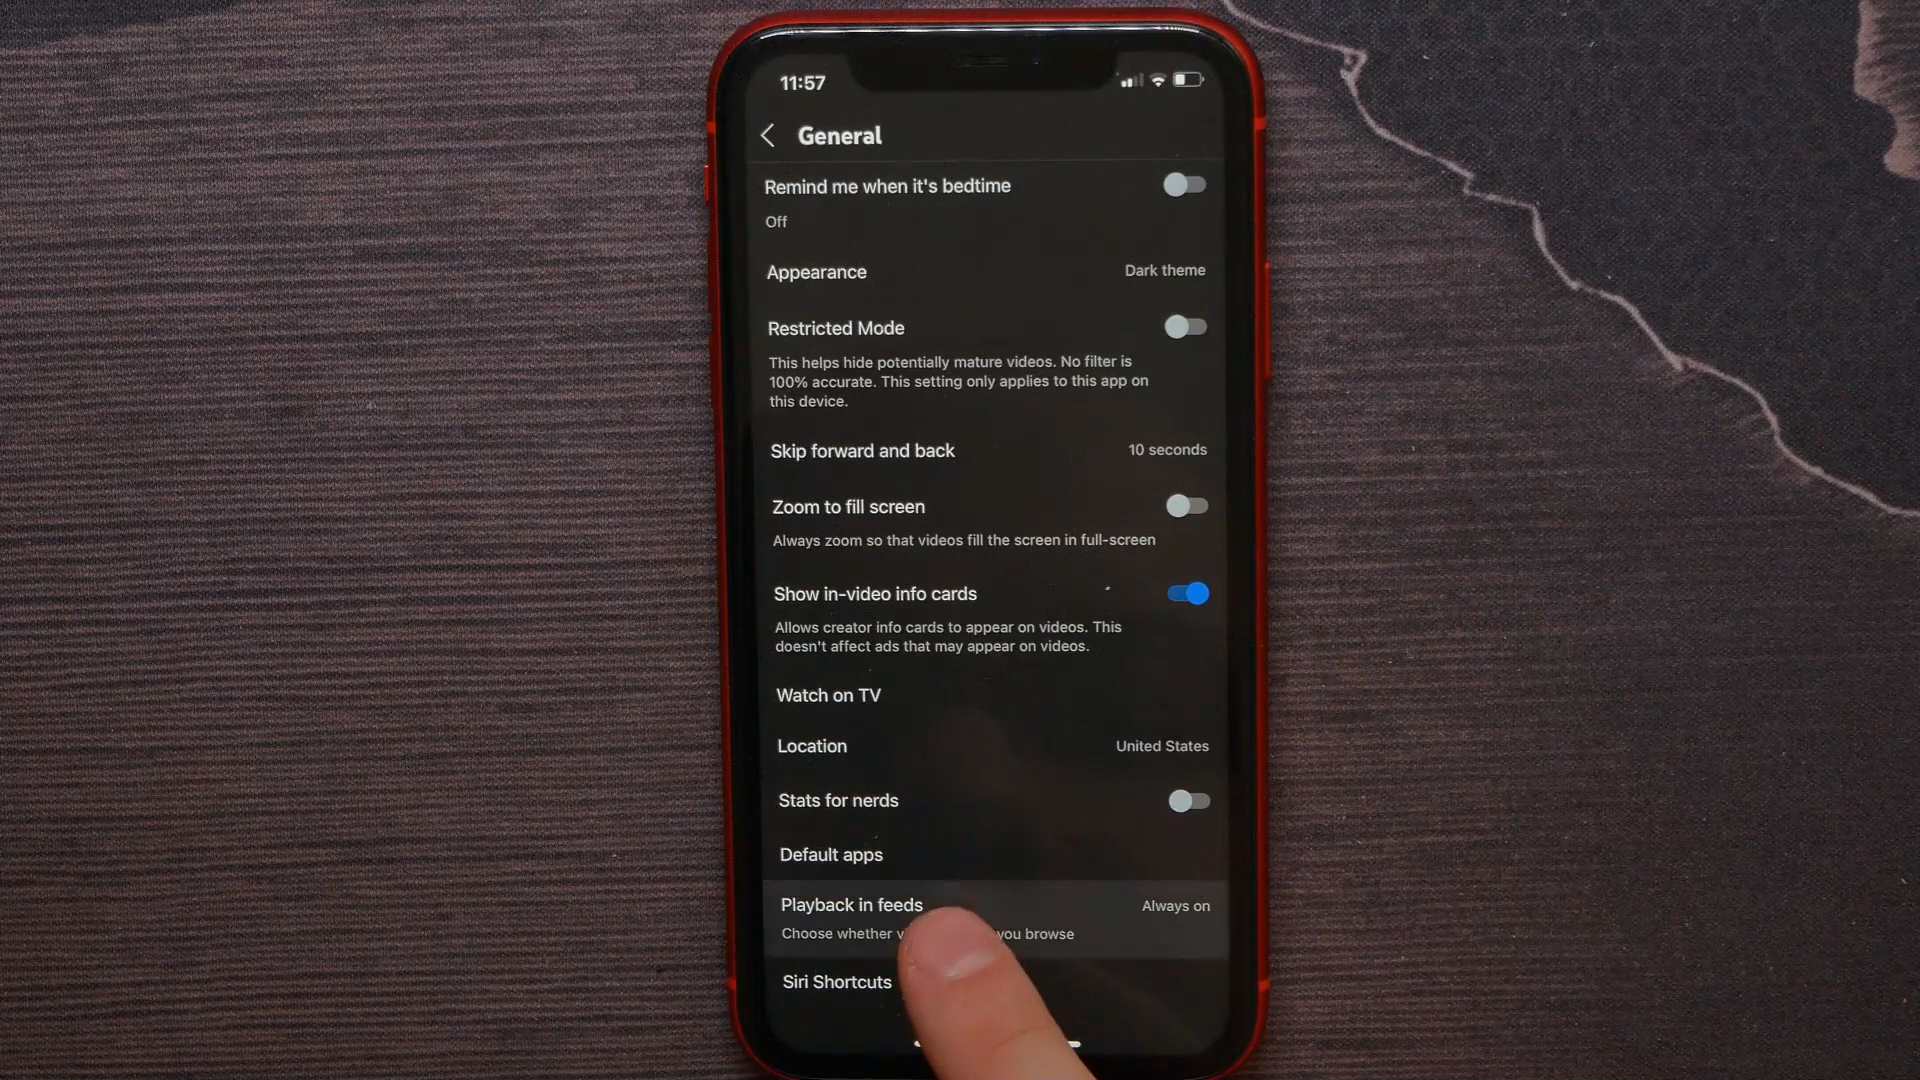 11:57
General
Remind me when it's bedtime
Off
Appearance Dark theme
Restricted Mode
This helps hide potentially mature videos. No filter is
100% accurate. This setting only applies to this app on
this device.
Skip forward and back 10 seconds
Zoom to fill screen
Always zoom so that videos fill the screen in full-screen
Show in-video info cards
Allows creator info cards to appear on videos. This
doesn't affect ads that may appear on videos.
Watch on TV
Location United States
Stats for nerds
Default apps
Playback in feeds Always on
Choose whether you browse
Siri Shortcuts